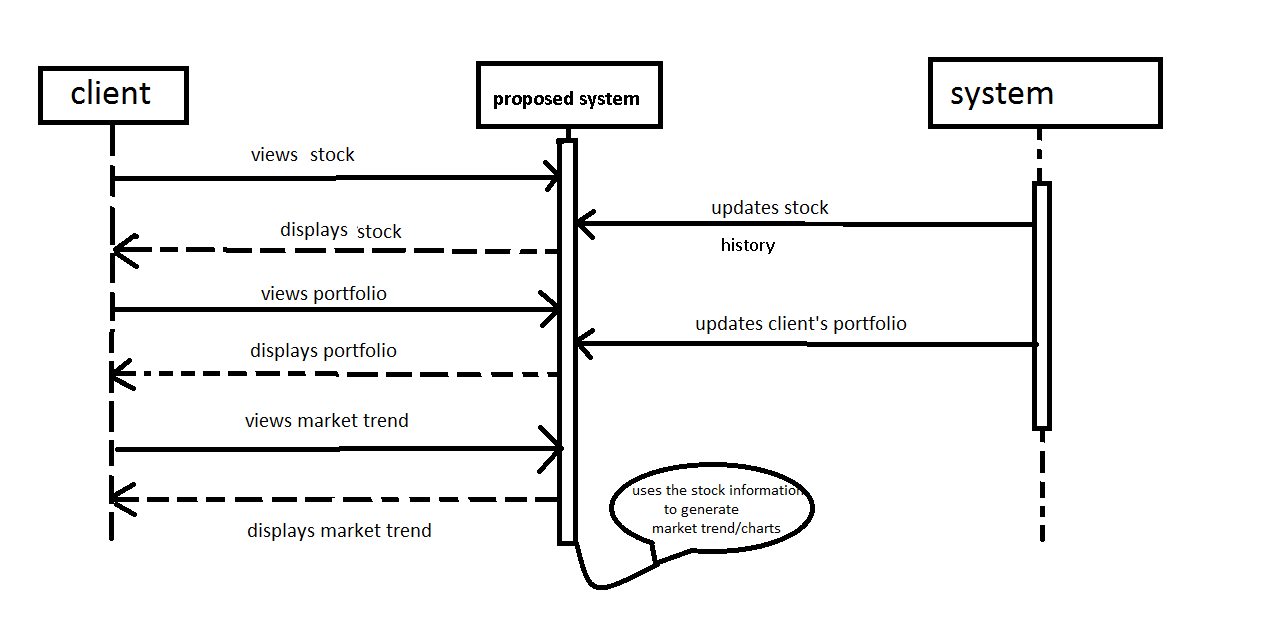 client
proposed system
system
views stock
updates stock
displays stock
history
views portfolio
updates client's portfolio
displays portfolio
views market trend
uses the stock information
to generate
market trend/charts
displays market trend